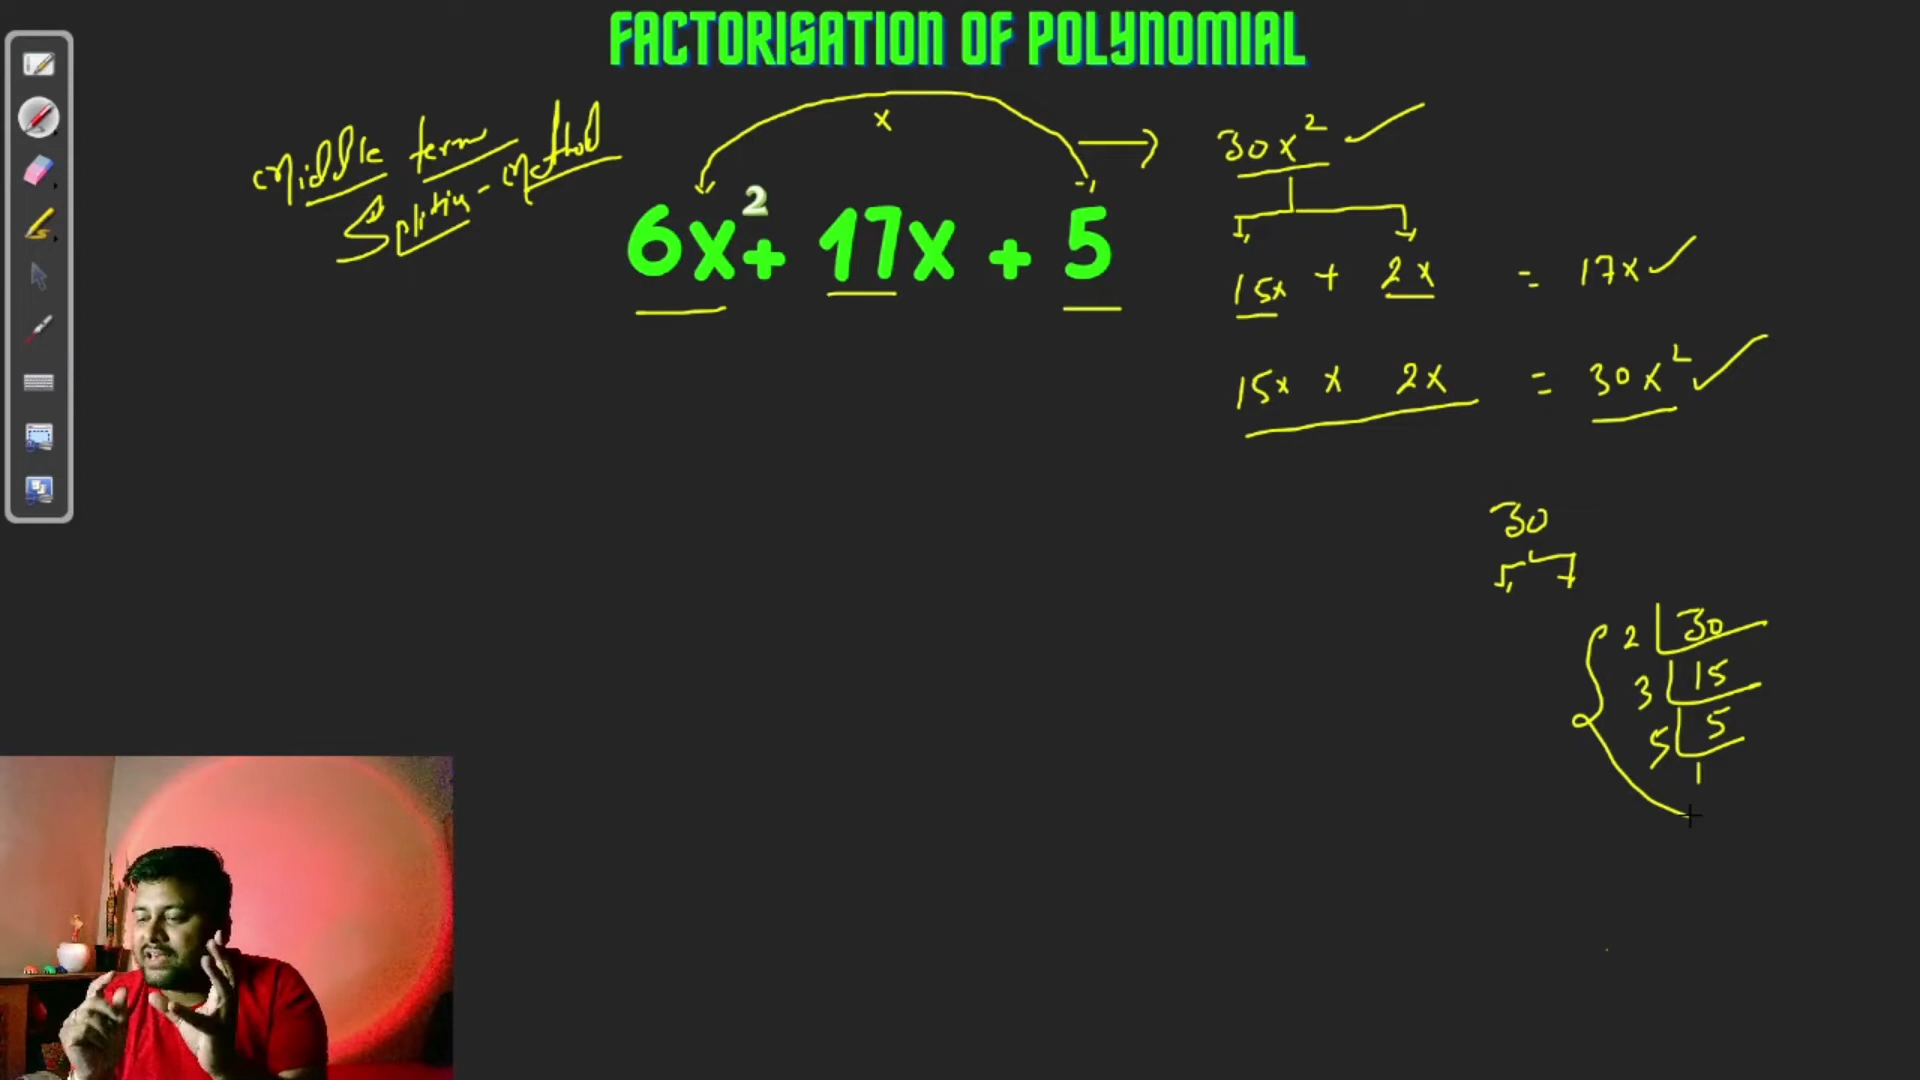 FACTORISATION OF POLYNOMIAL
Middle term
Spliting - Method
x
6x² + 17x + 5
30x²
15x + 2x = 17x
15x x 2x = 30x²
30
2 | 30
3 | 15
5 | 5
1